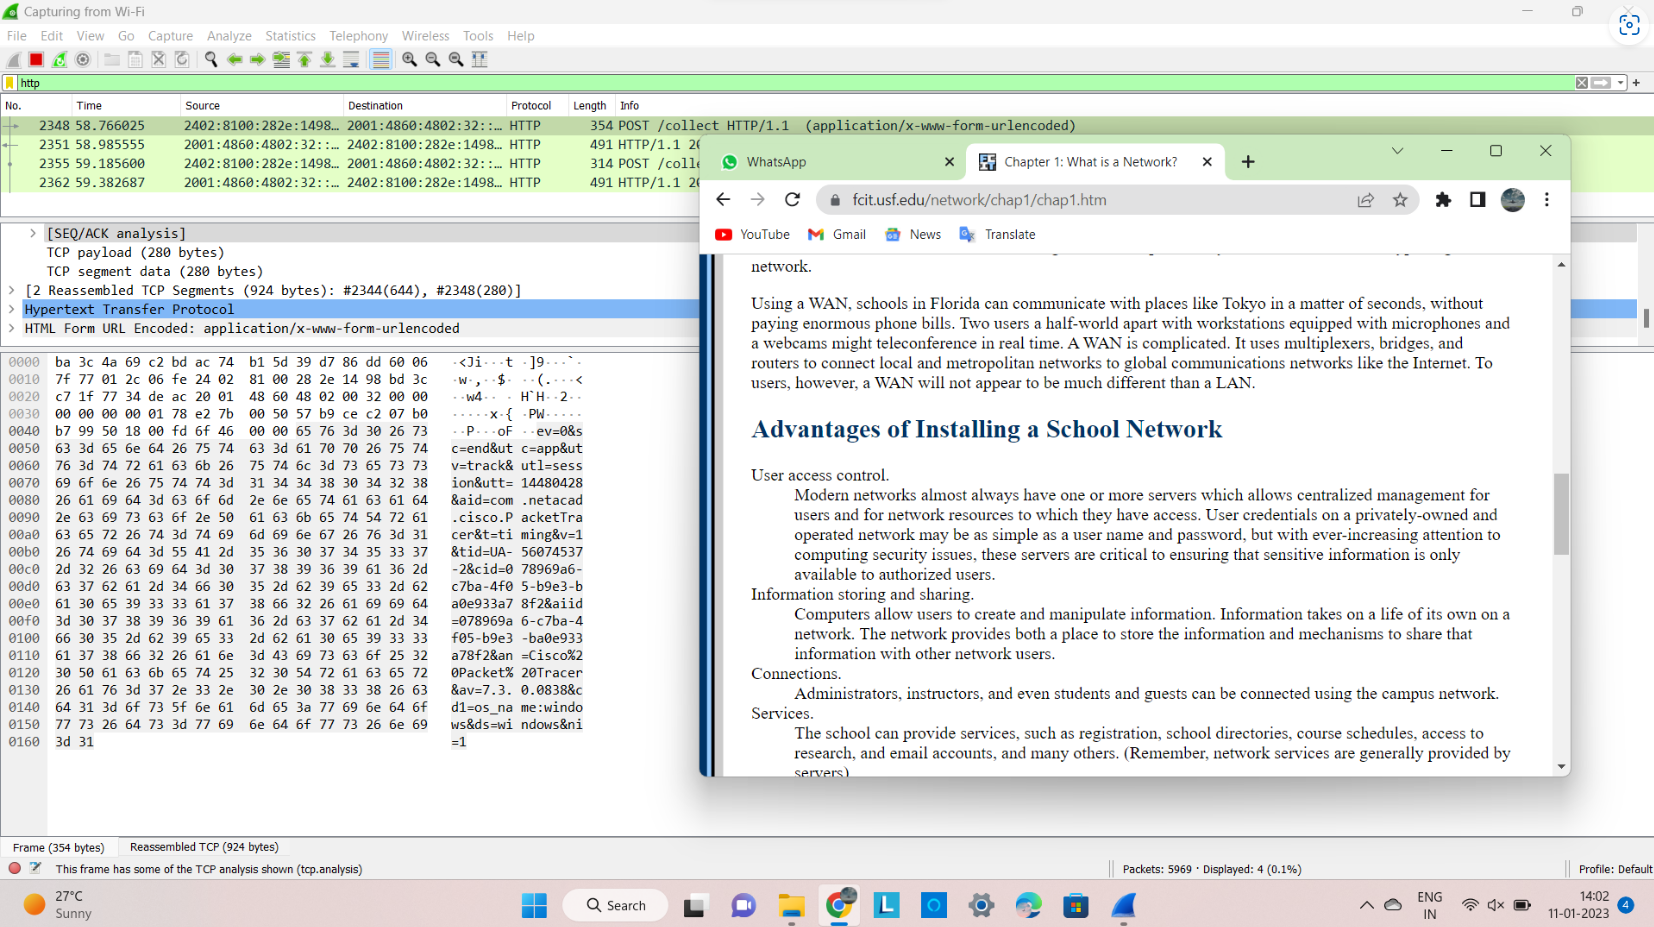 Capturing from Wi-Fi
File Edit View Go Capture Analyze Statistics Telephony Wireless Tools Help
http
No. Time Source Destination Protocol Length Info
2348 58.766025 2402:8100:282e:1498… 2001:4860:4802:32::… HTTP 354 POST /collect HTTP/1.1 (application/x-www-form-urlencoded)
2351 58.985555 2001:4860:4802:32::… 2402:8100:282e:1498… HTTP 491 HTTP/1.1 20
2355 59.185600 2402:8100:282e:1498… 2001:4860:4802:32::… HTTP 314 POST /colle
2362 59.382687 2001:4860:4802:32::… 2402:8100:282e:1498… HTTP 491 HTTP/1.1 20
[SEQ/ACK analysis]
TCP payload (280 bytes)
TCP segment data (280 bytes)
[2 Reassembled TCP Segments (924 bytes): #2344(644), #2348(280)]
Hypertext Transfer Protocol
HTML Form URL Encoded: application/x-www-form-urlencoded
0000 ba 3c 4a 69 c2 bd ac 74 b1 5d 39 d7 86 dd 60 06 ·<Ji···t ·]9···`·
0010 7f 77 01 2c 06 fe 24 02 81 00 28 2e 14 98 bd 3c ·w·,··$· ··(.···<
0020 c7 1f 77 34 de ac 20 01 48 60 48 02 00 32 00 00 ··w4·· · H`H··2··
0030 00 00 00 00 01 78 e2 7b 00 50 57 b9 ce c2 07 b0 ·····x·{ ·PW·····
0040 b7 99 50 18 00 fd 6f 46 00 00 65 76 3d 30 26 73 ··P···oF ··ev=0&s
0050 63 3d 65 6e 64 26 75 74 63 3d 61 70 70 26 75 74 c=end&ut c=app&ut
0060 76 3d 74 72 61 63 6b 26 75 74 6c 3d 73 65 73 73 v=track& utl=sess
0070 69 6f 6e 26 75 74 74 3d 31 34 34 38 30 34 32 38 ion&utt= 14480428
0080 26 61 69 64 3d 63 6f 6d 2e 6e 65 74 61 63 61 64 &aid=com .netacad
0090 2e 63 69 73 63 6f 2e 50 61 63 6b 65 74 54 72 61 .cisco.P acketTra
00a0 63 65 72 26 74 3d 74 69 6d 69 6e 67 26 76 3d 31 cer&t=ti ming&v=1
00b0 26 74 69 64 3d 55 41 2d 35 36 30 37 34 35 33 37 &tid=UA- 56074537
00c0 2d 32 26 63 69 64 3d 30 37 38 39 36 39 61 36 2d -2&cid=0 78969a6-
00d0 63 37 62 61 2d 34 66 30 35 2d 62 39 65 33 2d 62 c7ba-4f0 5-b9e3-b
00e0 61 30 65 39 33 33 61 37 38 66 32 26 61 69 69 64 a0e933a7 8f2&aiid
00f0 3d 30 37 38 39 36 39 61 36 2d 63 37 62 61 2d 34 =078969a 6-c7ba-4
0100 66 30 35 2d 62 39 65 33 2d 62 61 30 65 39 33 33 f05-b9e3 -ba0e933
0110 61 37 38 66 32 26 61 6e 3d 43 69 73 63 6f 25 32 a78f2&an =Cisco%2
0120 30 50 61 63 6b 65 74 25 32 30 54 72 61 63 65 72 0Packet% 20Tracer
0130 26 61 76 3d 37 2e 33 2e 30 2e 30 38 33 38 26 63 &av=7.3. 0.0838&c
0140 64 31 3d 6f 73 5f 6e 61 6d 65 3a 77 69 6e 64 6f d1=os_na me:windo
0150 77 73 26 64 73 3d 77 69 6e 64 6f 77 73 26 6e 69 ws&ds=wi ndows&ni
0160 3d 31 =1
Frame (354 bytes) Reassembled TCP (924 bytes)
This frame has some of the TCP analysis shown (tcp.analysis)
Packets: 5969 · Displayed: 4 (0.1%)
Profile: Default
WhatsApp
Chapter 1: What is a Network?
fcit.usf.edu/network/chap1/chap1.htm
YouTube Gmail News Translate
network.
Using a WAN, schools in Florida can communicate with places like Tokyo in a matter of seconds, without
paying enormous phone bills. Two users a half-world apart with workstations equipped with microphones and
a webcams might teleconference in real time. A WAN is complicated. It uses multiplexers, bridges, and
routers to connect local and metropolitan networks to global communications networks like the Internet. To
users, however, a WAN will not appear to be much different than a LAN.
Advantages of Installing a School Network
User access control.
Modern networks almost always have one or more servers which allows centralized management for
users and for network resources to which they have access. User credentials on a privately-owned and
operated network may be as simple as a user name and password, but with ever-increasing attention to
computing security issues, these servers are critical to ensuring that sensitive information is only
available to authorized users.
Information storing and sharing.
Computers allow users to create and manipulate information. Information takes on a life of its own on a
network. The network provides both a place to store the information and mechanisms to share that
information with other network users.
Connections.
Administrators, instructors, and even students and guests can be connected using the campus network.
Services.
The school can provide services, such as registration, school directories, course schedules, access to
research, and email accounts, and many others. (Remember, network services are generally provided by
servers)
27°C
Sunny
Search
L
ENG
IN
14:02
11-01-2023
4